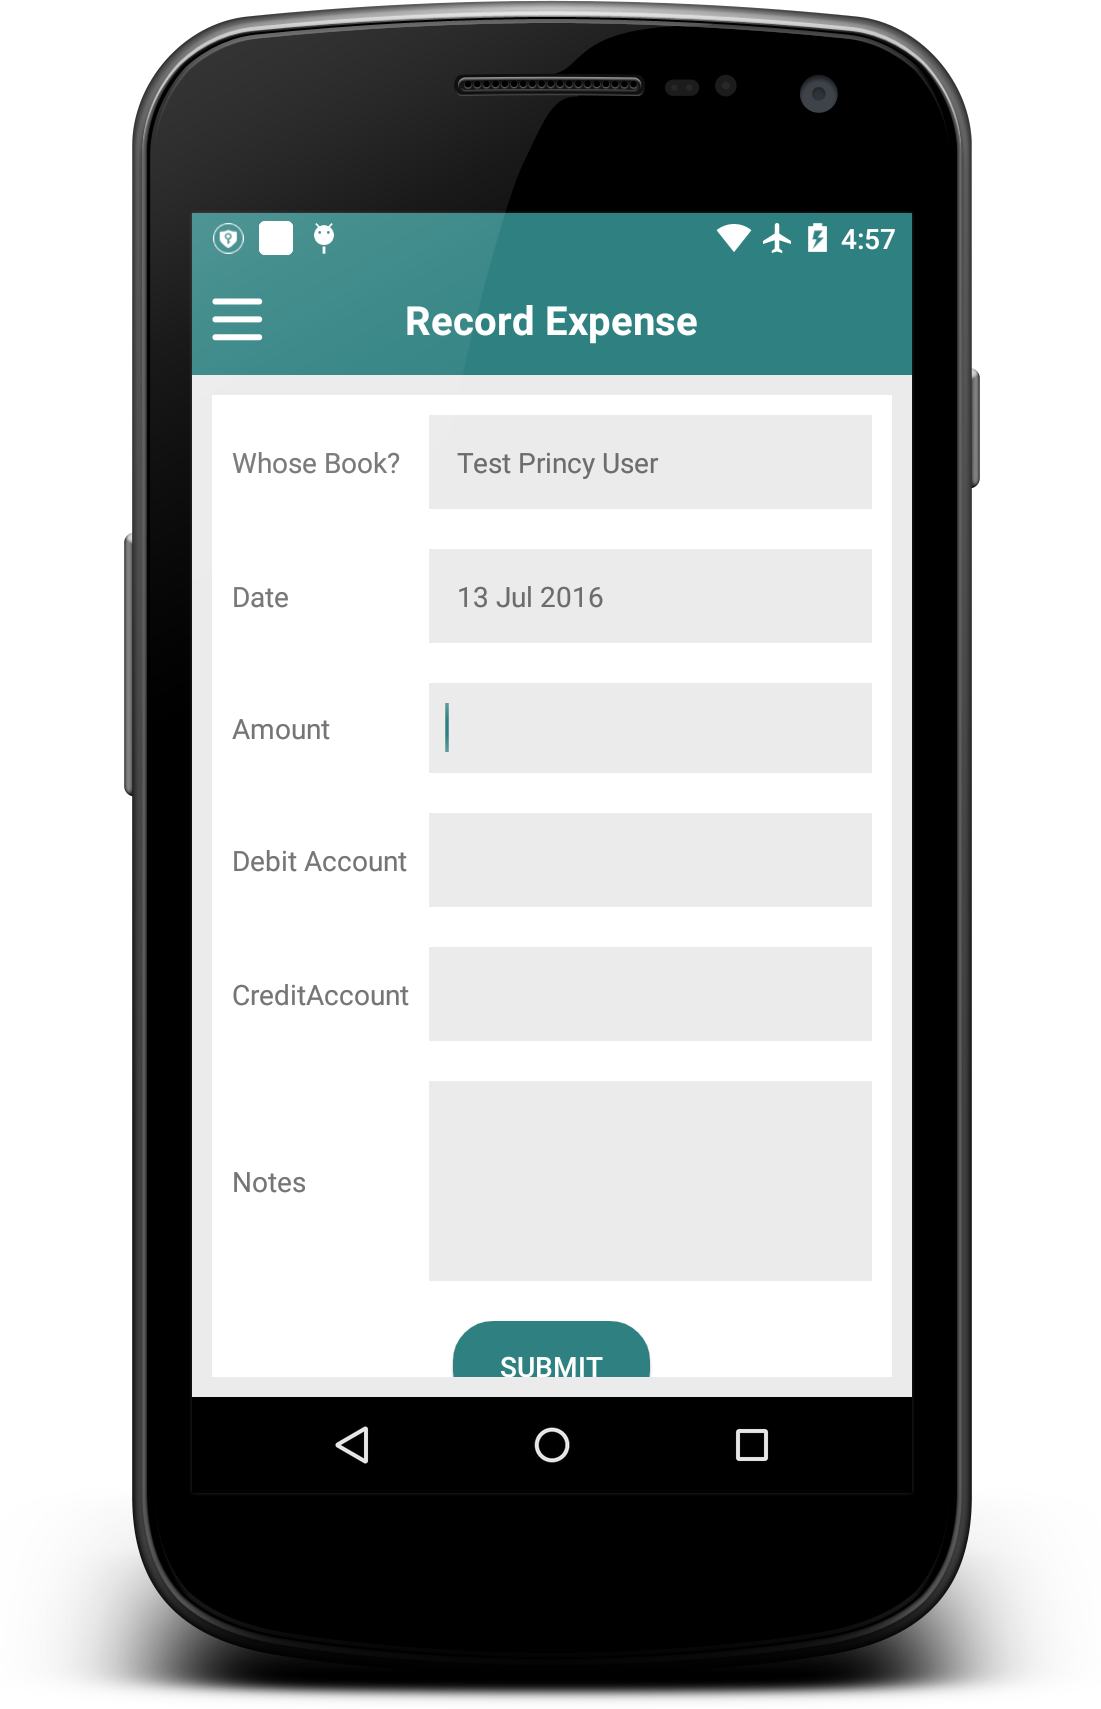 4:57
Record Expense
Whose Book? Test Princy User
Date 13 Jul 2016
Amount
Debit Account
CreditAccount
Notes
SUBMIT